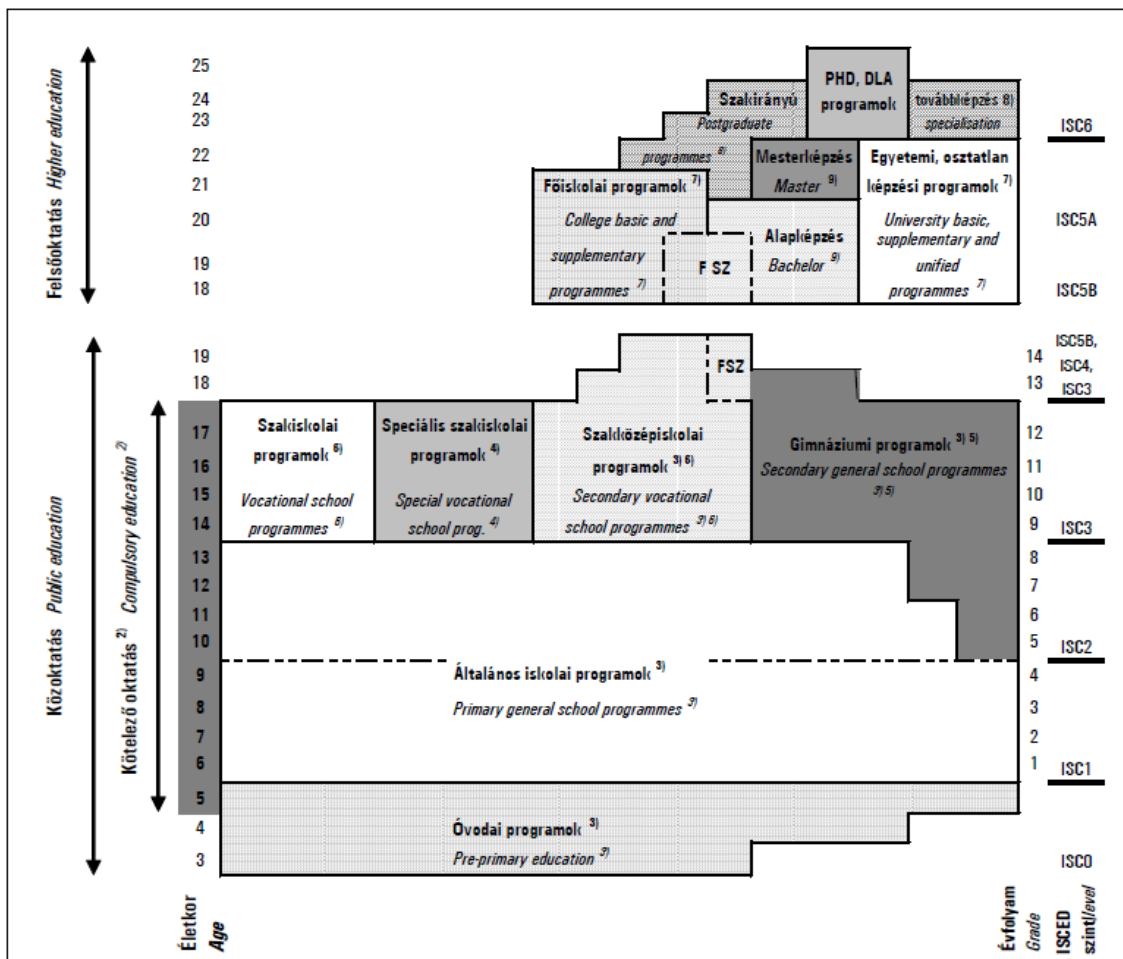 Felsőoktatás Higher education
25
24
23
22
21
20
19
18
PHD, DLA
programok
Szakirányú
Postgraduate
programmes 8)
továbbképzés 8)
specialisation
Mesterképzés
Master 9)
Egyetemi, osztatlan
képzési programok 7)
University basic,
supplementary and
unified
programmes 7)
Főiskolai programok 7)
College basic and
supplementary
programmes 7)
FSZ
Alapképzés
Bachelor 9)
ISC6
ISC5A
ISC5B
Közoktatás Public education
Kötelező oktatás 2) Compulsory education 2)
19
18
17
16
15
14
13
12
11
10
9
8
7
6
5
4
3
FSZ
Szakiskolai
programok 6)
Vocational school
programmes 6)
Speciális szakiskolai
programok 4)
Special vocational
school prog. 4)
Szakközépiskolai
programok 3) 6)
Secondary vocational
school programmes 3) 6)
Gimnáziumi programok 3) 5)
Secondary general school programmes
3) 5)
Általános iskolai programok 3)
Primary general school programmes 3)
Óvodai programok 3)
Pre-primary education 3)
14
13
12
11
10
9
8
7
6
5
4
3
2
1
ISC5B,
ISC4,
ISC3
ISC3
ISC2
ISC1
ISC0
Életkor
Age
Évfolyam
Grade
ISCED
szint/level